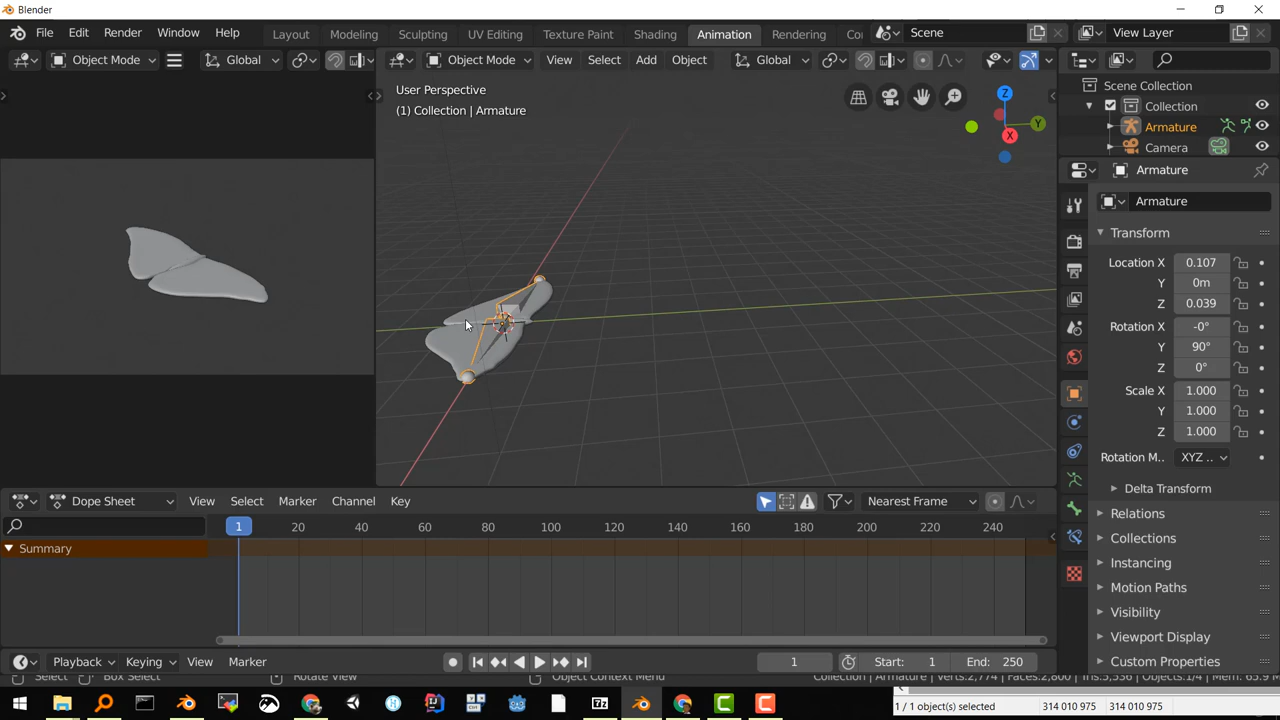 Blender
File Edit Render Window Help
Layout Modeling Sculpting UV Editing Texture Paint Shading Animation Rendering Co
Scene
View Layer
Object Mode
Global
Object Mode View Select Add Object Global
User Perspective
(1) Collection | Armature
Z
Y
X
Scene Collection
Collection
Armature
Camera
Armature
Armature
Transform
Location X 0.107
Y 0m
Z 0.039
Rotation X -0°
Y 90°
Z 0°
Scale X 1.000
Y 1.000
Z 1.000
Rotation M.. XYZ ..
Delta Transform
Relations
Collections
Instancing
Motion Paths
Visibility
Viewport Display
Custom Properties
Dope Sheet View Select Marker Channel Key Nearest Frame
1 20 40 60 80 100 120 140 160 180 200 220 240
Summary
Playback Keying View Marker
1 Start: 1 End: 250
Select Box Select Rotate View Object Context Menu
1 / 1 object(s) selected 314 010 975 314 010 975